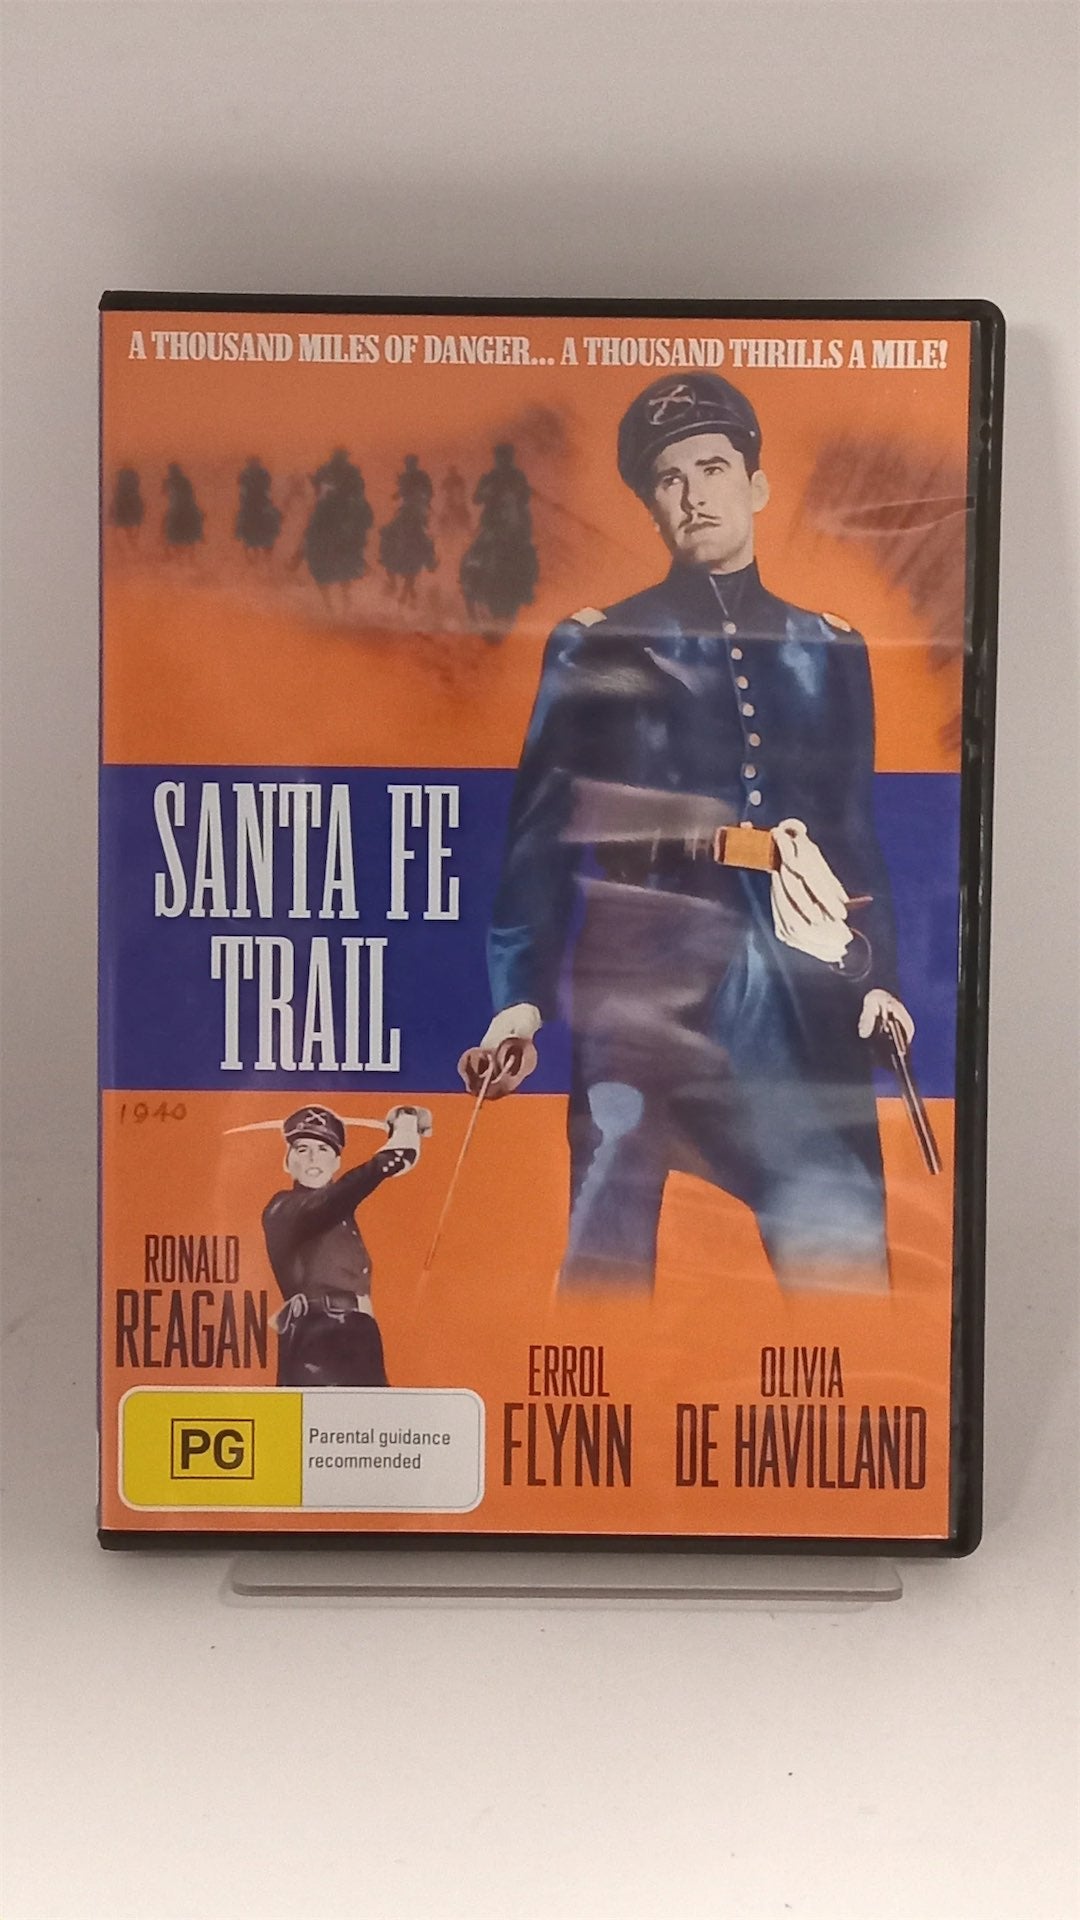 A THOUSAND MILES OF DANGER... A THOUSAND THRILLS A MILE!
SANTA FE
TRAIL
1940
RONALD
REAGAN
ERROL
FLYNN
OLIVIA
DE HAVILLAND
PG
Parental guidance
recommended